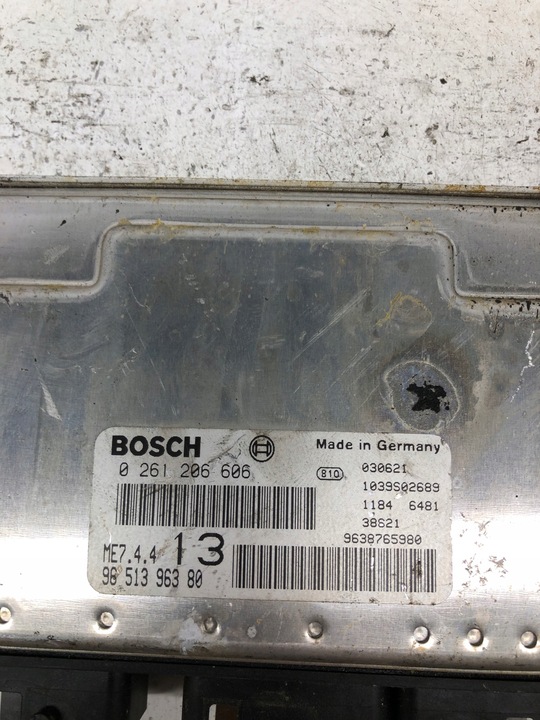 BOSCH
Made in Germany
0 261 206 606
810
030621
1039S02689
1184 6481
38S21
9638765980
ME7.4.4
13
96 513 963 80